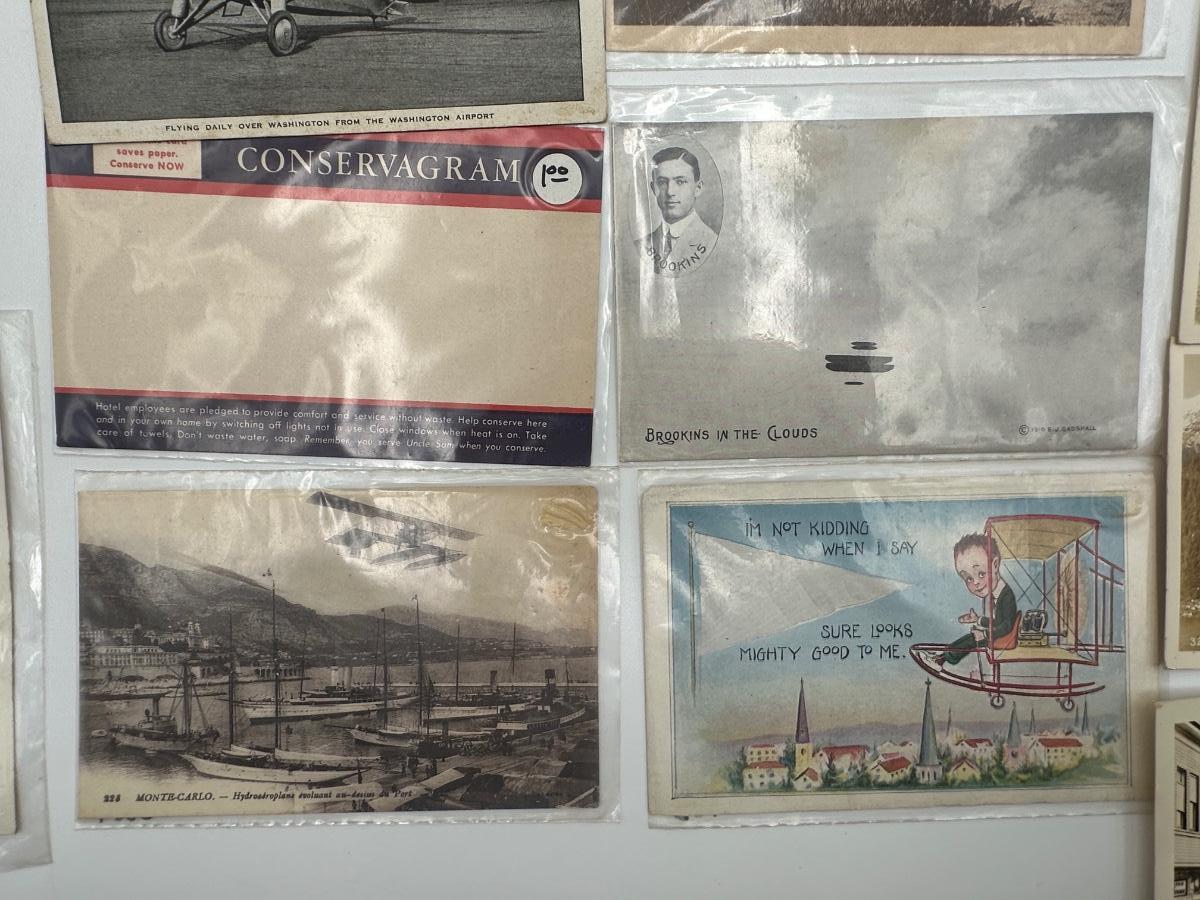 FLYING DAILY OVER WASHINGTON FROM THE WASHINGTON AIRPORT
saves paper.
Conserve NOW
CONSERVAGRAM
1.00
Hotel employees are pledged to provide comfort and service without waste. Help conserve here
and in your own home by switching off lights not in use. Close windows when heat is on. Take
care of towels. Don't waste water, soap. Remember, you serve Uncle Sam when you conserve.
BROOKINS
BROOKINS IN THE CLOUDS
© 1910 E.J. GADSHALL
224 MONTE-CARLO. — Hydroaéroplane évoluant au-dessus du Port
I'M NOT KIDDING
WHEN I SAY
SURE LOOKS
MIGHTY GOOD TO ME.